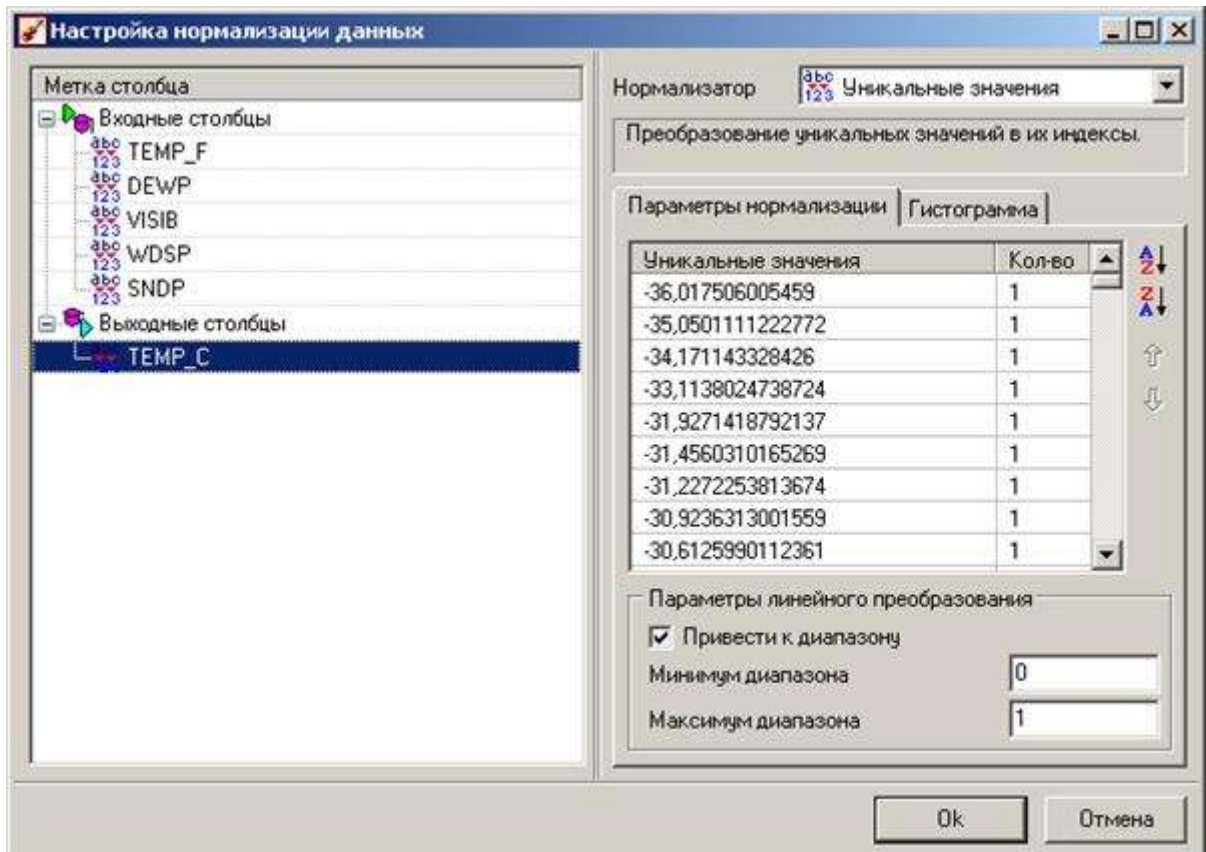 Настройка нормализации данных
Метка столбца
Входные столбцы
TEMP_F
DEWP
VISIB
WDSP
SNDP
Выходные столбцы
TEMP_C
Нормализатор Уникальные значения
Преобразование уникальных значений в их индексы.
Параметры нормализации Гистограмма
Уникальные значения Кол-во
-36,017506005459 1
-35,0501111222772 1
-34,171143328426 1
-33,1138024738724 1
-31,9271418792137 1
-31,4560310165269 1
-31,2272253813674 1
-30,9236313001559 1
-30,6125990112361 1
Параметры линейного преобразования
Привести к диапазону
Минимум диапазона 0
Максимум диапазона 1
Ok Отмена